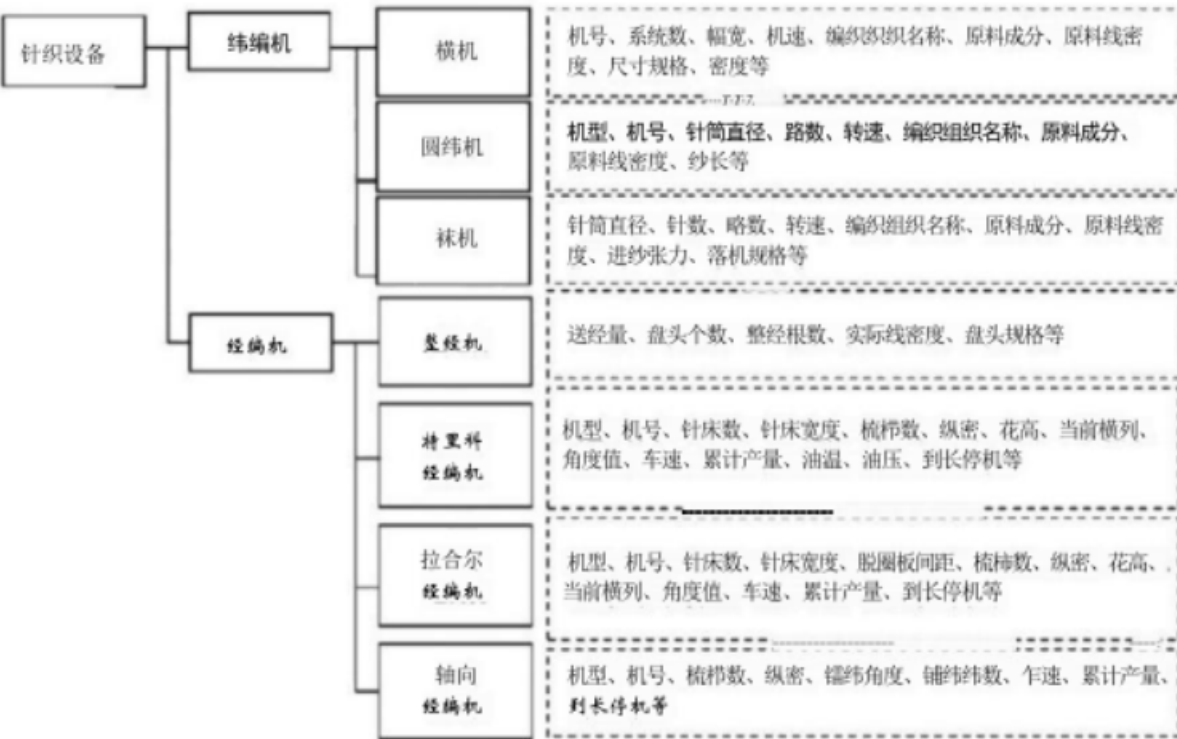 针织设备
纬编机
横机
机号、系统数、幅宽、机速、编织织织名称、原料成分、原料线密
度、尺寸规格、密度等
圆纬机
机型、机号、针筒直径、路数、转速、编织组织名称、原料成分、
原料线密度、纱长等
袜机
针筒直径、针数、略数、转速、编织组织名称、原料成分、原料线密
度、进纱张力、落机规格等
经编机
整经机
送经量、盘头个数、整经根数、实际线密度、盘头规格等
特里科
经编机
机型、机号、针床数、针床宽度、梳栉数、纵密、花高、当前横列、
角度值、车速、累计产量、油温、油压、到长停机等
拉合尔
经编机
机型、机号、针床数、针床宽度、脱圈板间距、梳柿数、纵密、花高、
当前横列、角度值、车速、累计产量、到长停机等
轴向
经编机
机型、机号、梳栉数、纵密、镭纬角度、铺纬纬数、乍速、累计产量、
到长停机等